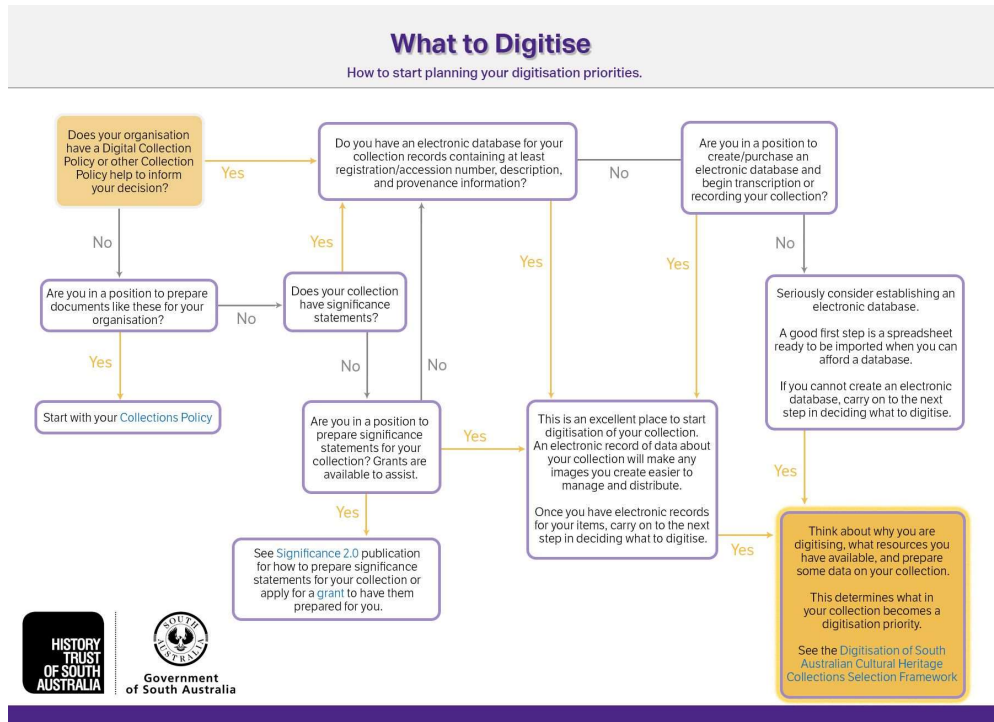 What to Digitise
How to start planning your digitisation priorities.
Does your organisation
have a Digital Collection
Policy or other Collection
Policy help to inform
your decision?
Yes
Do you have an electronic database for your
collection records containing at least
registration/accession number, description,
and provenance information?
No
Are you in a position to
create/purchase an
electronic database and
begin transcription or
recording your collection?
No
Yes
Yes
Yes
No
Are you in a position to prepare
documents like these for your
organisation?
No
Does your collection
have significance
statements?
Seriously consider establishing an
electronic database.
A good first step is a spreadsheet
ready to be imported when you can
afford a database.
If you cannot create an electronic
database, carry on to the next
step in deciding what to digitise.
Yes
No
No
Start with your Collections Policy
Are you in a position to
prepare significance
statements for your
collection? Grants are
available to assist.
Yes
This is an excellent place to start
digitisation of your collection.
An electronic record of data about
your collection will make any
images you create easier to
manage and distribute.
Once you have electronic records
for your items, carry on to the next
step in deciding what to digitise.
Yes
Yes
Yes
See Significance 2.0 publication
for how to prepare significance
statements for your collection or
apply for a grant to have them
prepared for you.
Think about why you are
digitising, what resources you
have available, and prepare
some data on your collection.
This determines what in
your collection becomes a
digitisation priority.
See the Digitisation of South
Australian Cultural Heritage
Collections Selection Framework
HISTORY
TRUST
OF SOUTH
AUSTRALIA
SOUTH
AUSTRALIA
Government
of South Australia